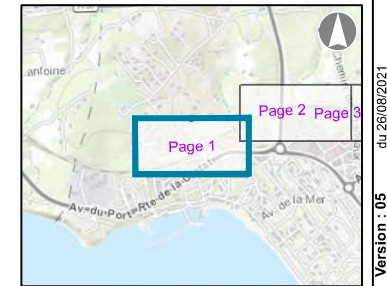 antoine
Chemin
Page 1
Page 2
Page 3
Av-du-Port-Rte-de-la
Av. de la Mer
Version : 05
du 26/08/2021